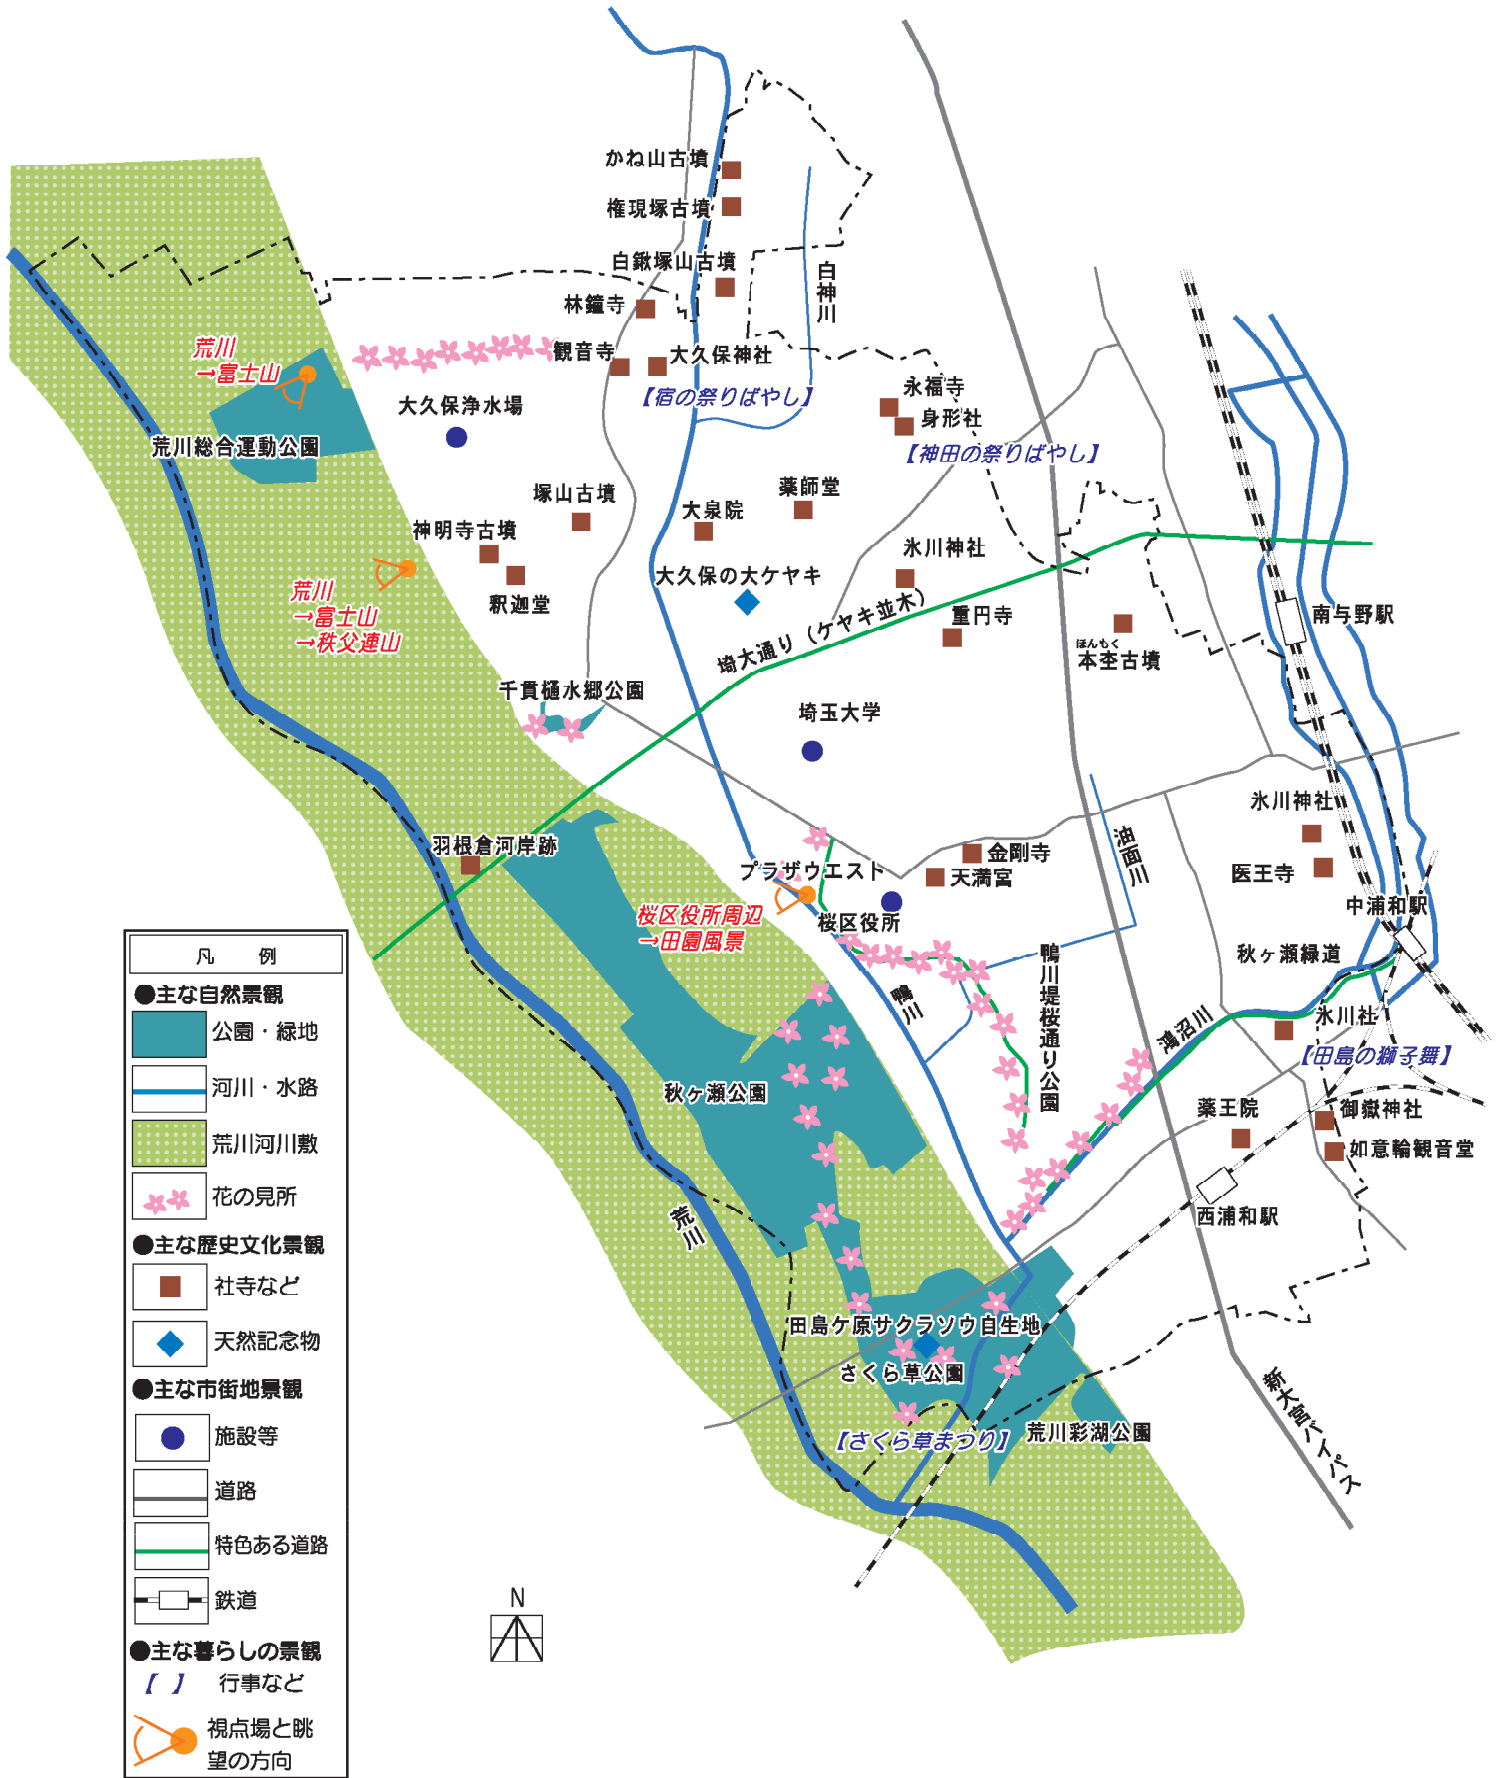 かね山古墳
権現塚古墳
白鍬塚山古墳
白神川
林鐘寺
観音寺
大久保神社
【宿の祭りばやし】
荒川
→富士山
荒川総合運動公園
大久保浄水場
永福寺
身形社
【神田の祭りばやし】
塚山古墳
神明寺古墳
釈迦堂
大泉院
薬師堂
大久保の大ケヤキ
氷川神社
埼大通り（ケヤキ並木）
重円寺
ほんもく
本杢古墳
南与野駅
荒川
→富士山
→秩父連山
千貫樋水郷公園
埼玉大学
羽根倉河岸跡
プラザウエスト
桜区役所
桜区役所周辺
→田園風景
金剛寺
天満宮
油面川
氷川神社
医王寺
中浦和駅
秋ヶ瀬緑道
氷川社
【田島の獅子舞】
鴨川
鴨川堤桜通り公園
鴻沼川
秋ヶ瀬公園
荒川
薬王院
御嶽神社
如意輪観音堂
西浦和駅
田島ケ原サクラソウ自生地
さくら草公園
【さくら草まつり】
荒川彩湖公園
新大宮バイパス
凡 例
●主な自然景観
公園・緑地
河川・水路
荒川河川敷
花の見所
●主な歴史文化景観
社寺など
天然記念物
●主な市街地景観
施設等
道路
特色ある道路
鉄道
●主な暮らしの景観
【 】 行事など
視点場と眺
望の方向
N